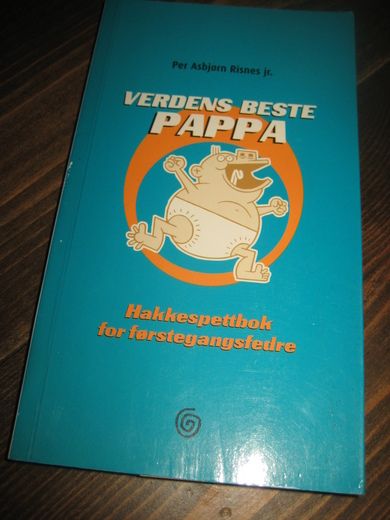 Per Asbjørn Risnes jr.
VERDENS BESTE
PAPPA
Hakkespettbok
for førstegangsfedre